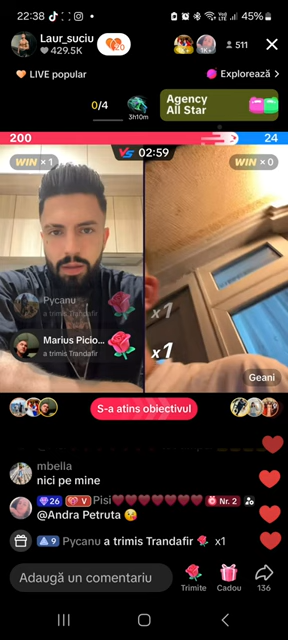 22:38
45%
Laur_suciu
429.5K
20
1K+
511
LIVE popular
Explorează >
0/4
3h10m
Agency
All Star
200
24
VS 02:59
WIN x 1
WIN x 0
Pycanu
a trimis Trandafir
Marius Picio...
a trimis Trandafir
x1
x1
Geani
S-a atins obiectivul
mbella
nici pe mine
26 V Pisi Nr. 2
@Andra Petruta
9 Pycanu a trimis Trandafir x1
Adaugă un comentariu
Trimite
Cadou
136